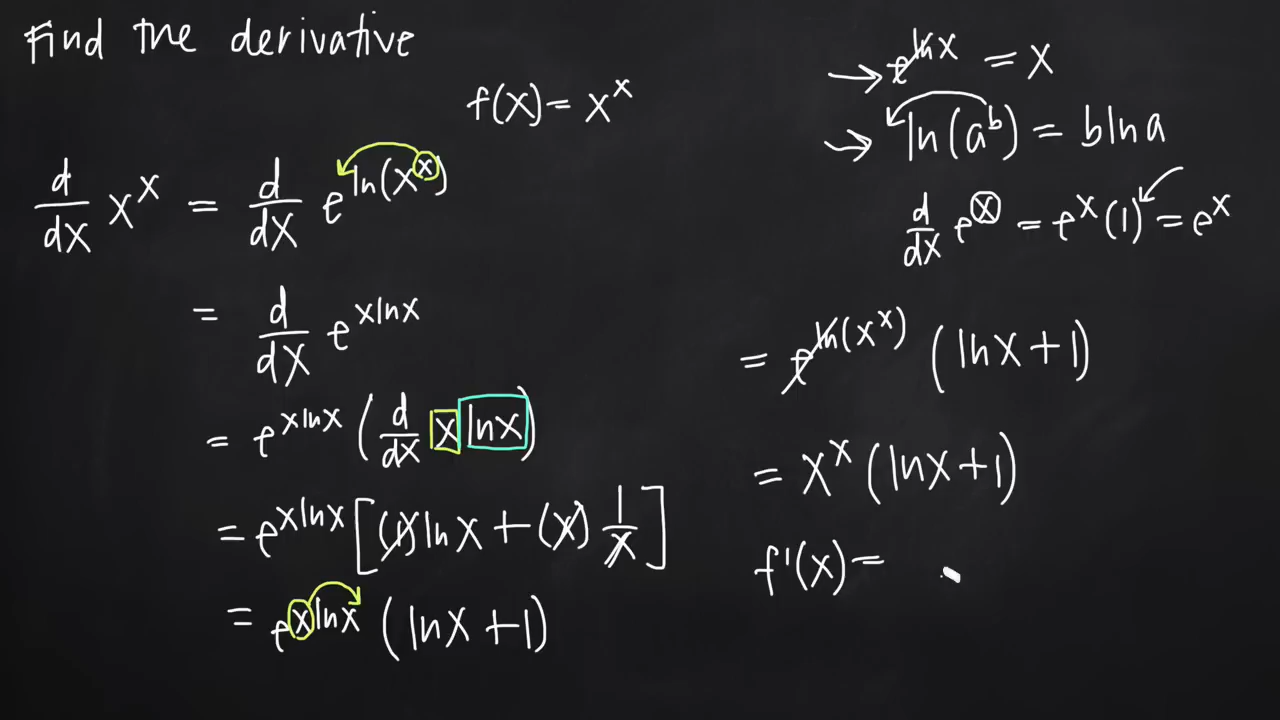 Find the derivative
f(x) = x^x
d/dx x^x = d/dx e^{ln(x^x)}
= d/dx e^{x ln x}
= e^{x ln x} (d/dx x ln x)
= e^{x ln x} [(1) ln x + (x) 1/x]
= e^{x ln x} (ln x + 1)
→ e^{ln x} = x
→ ln(a^b) = b ln a
d/dx e^x = e^x (1) = e^x
= e^{ln(x^x)} (ln x + 1)
= x^x (ln x + 1)
f'(x) =